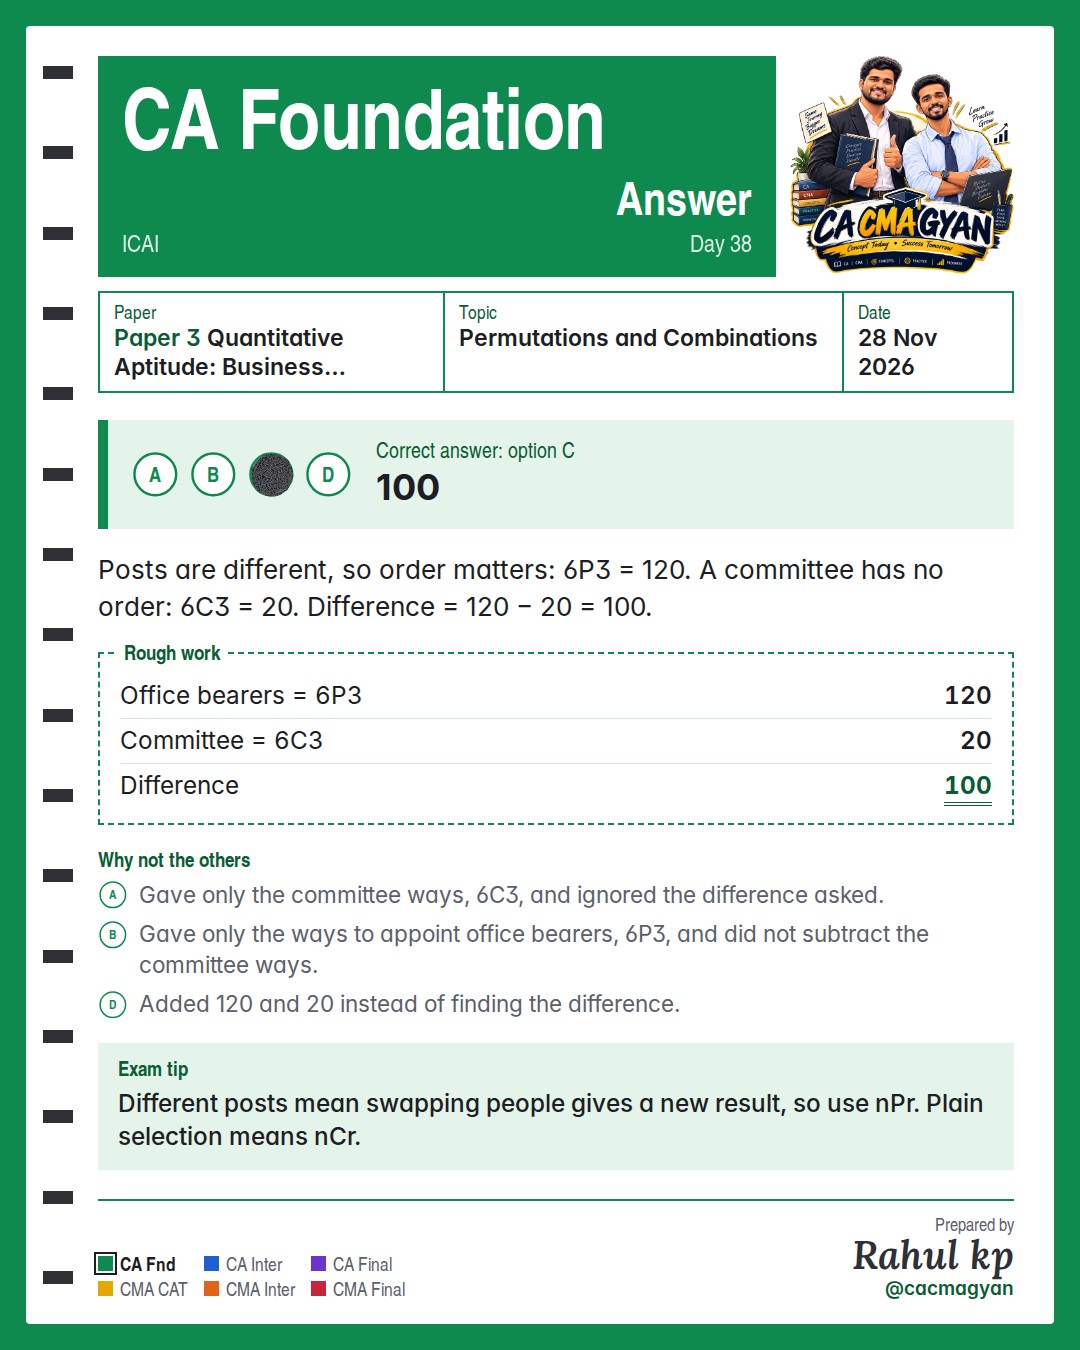 CA Foundation
Answer
ICAI
Day 38
CA CMA GYAN
Concept Today • Success Tomorrow
Learn
Practice
Grow
Paper
Paper 3 Quantitative
Aptitude: Business...
Topic
Permutations and Combinations
Date
28 Nov
2026
A
B
D
Correct answer: option C
100
Posts are different, so order matters: 6P3 = 120. A committee has no
order: 6C3 = 20. Difference = 120 − 20 = 100.
Rough work
Office bearers = 6P3 120
Committee = 6C3 20
Difference 100
Why not the others
A Gave only the committee ways, 6C3, and ignored the difference asked.
B Gave only the ways to appoint office bearers, 6P3, and did not subtract the
committee ways.
D Added 120 and 20 instead of finding the difference.
Exam tip
Different posts mean swapping people gives a new result, so use nPr. Plain
selection means nCr.
Prepared by
Rahul kp
@cacmagyan
CA Fnd CA Inter CA Final
CMA CAT CMA Inter CMA Final